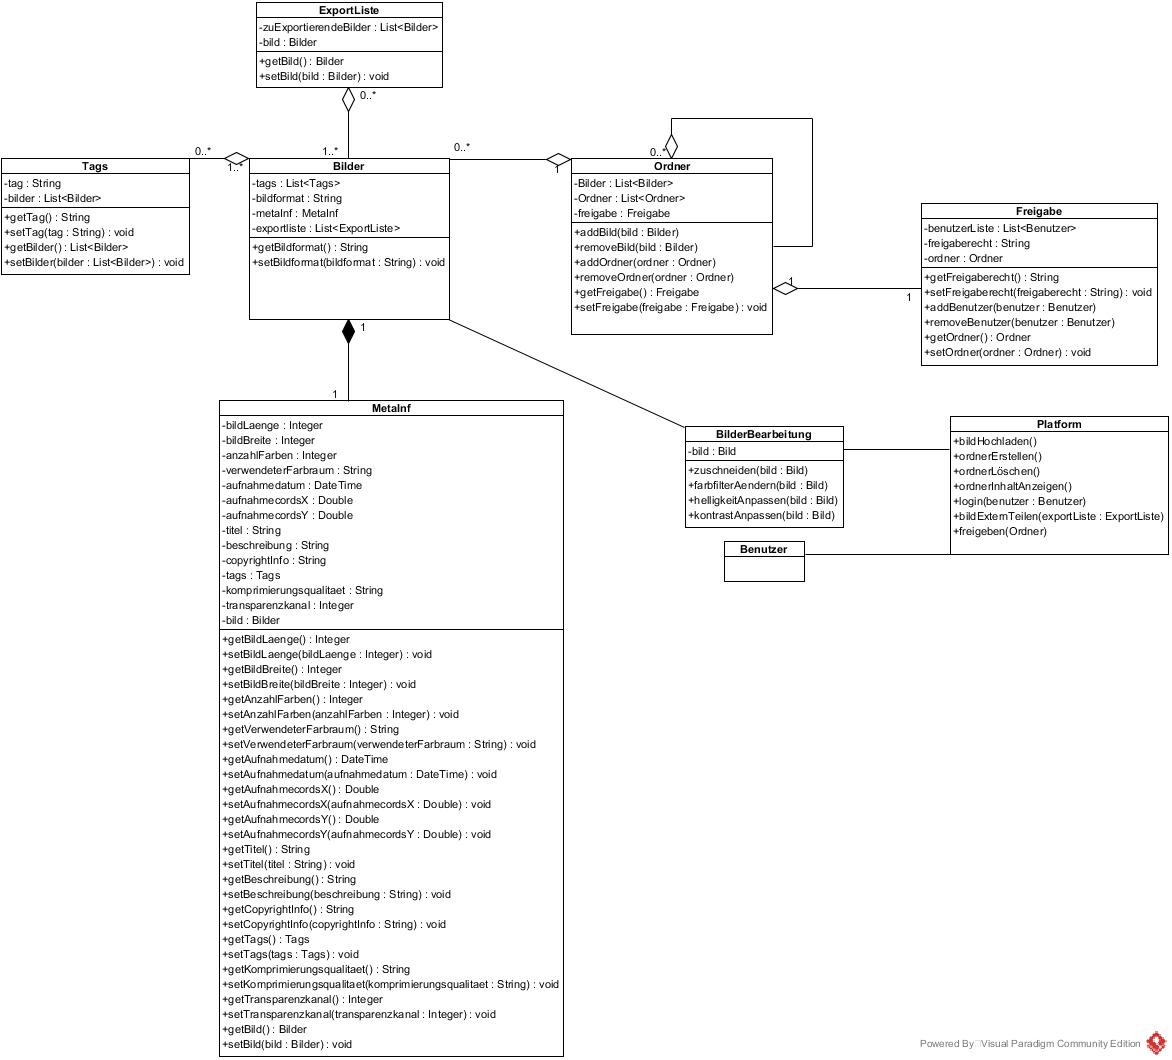 ExportListe
-zuExportierendeBilder : List<Bilder>
-bild : Bilder
+getBild() : Bilder
+setBild(bild : Bilder) : void
0..*
1..*
Tags
-tag : String
-bilder : List<Bilder>
+getTag() : String
+setTag(tag : String) : void
+getBilder() : List<Bilder>
+setBilder(bilder : List<Bilder>) : void
0..*
1..*
Bilder
-tags : List<Tags>
-bildformat : String
-metaInf : MetaInf
-exportliste : List<ExportListe>
+getBildformat() : String
+setBildformat(bildformat : String) : void
0..*
1
0..*
Ordner
-Bilder : List<Bilder>
-Ordner : List<Ordner>
-freigabe : Freigabe
+addBild(bild : Bilder)
+removeBild(bild : Bilder)
+addOrdner(ordner : Ordner)
+removeOrdner(ordner : Ordner)
+getFreigabe() : Freigabe
+setFreigabe(freigabe : Freigabe) : void
1
1
Freigabe
-benutzerListe : List<Benutzer>
-freigaberecht : String
-ordner : Ordner
+getFreigaberecht() : String
+setFreigaberecht(freigaberecht : String) : void
+addBenutzer(benutzer : Benutzer)
+removeBenutzer(benutzer : Benutzer)
+getOrdner() : Ordner
+setOrdner(ordner : Ordner) : void
1
1
MetaInf
-bildLaenge : Integer
-bildBreite : Integer
-anzahlFarben : Integer
-verwendeterFarbraum : String
-aufnahmedatum : DateTime
-aufnahmecordsX : Double
-aufnahmecordsY : Double
-titel : String
-beschreibung : String
-copyrightInfo : String
-tags : Tags
-komprimierungsqualitaet : String
-transparenzkanal : Integer
-bild : Bilder
+getBildLaenge() : Integer
+setBildLaenge(bildLaenge : Integer) : void
+getBildBreite() : Integer
+setBildBreite(bildBreite : Integer) : void
+getAnzahlFarben() : Integer
+setAnzahlFarben(anzahlFarben : Integer) : void
+getVerwendeterFarbraum() : String
+setVerwendeterFarbraum(verwendeterFarbraum : String) : void
+getAufnahmedatum() : DateTime
+setAufnahmedatum(aufnahmedatum : DateTime) : void
+getAufnahmecordsX() : Double
+setAufnahmecordsX(aufnahmecordsX : Double) : void
+getAufnahmecordsY() : Double
+setAufnahmecordsY(aufnahmecordsY : Double) : void
+getTitel() : String
+setTitel(titel : String) : void
+getBeschreibung() : String
+setBeschreibung(beschreibung : String) : void
+getCopyrightInfo() : String
+setCopyrightInfo(copyrightInfo : String) : void
+getTags() : Tags
+setTags(tags : Tags) : void
+getKomprimierungsqualitaet() : String
+setKomprimierungsqualitaet(komprimierungsqualitaet : String) : void
+getTransparenzkanal() : Integer
+setTransparenzkanal(transparenzkanal : Integer) : void
+getBild() : Bilder
+setBild(bild : Bilder) : void
BilderBearbeitung
-bild : Bild
+zuschneiden(bild : Bild)
+farbfilterAendern(bild : Bild)
+helligkeitAnpassen(bild : Bild)
+kontrastAnpassen(bild : Bild)
Platform
+bildHochladen()
+ordnerErstellen()
+ordnerLöschen()
+ordnerInhaltAnzeigen()
+login(benutzer : Benutzer)
+bildExternTeilen(exportListe : ExportListe)
+freigeben(Ordner)
Benutzer
Powered By Visual Paradigm Community Edition